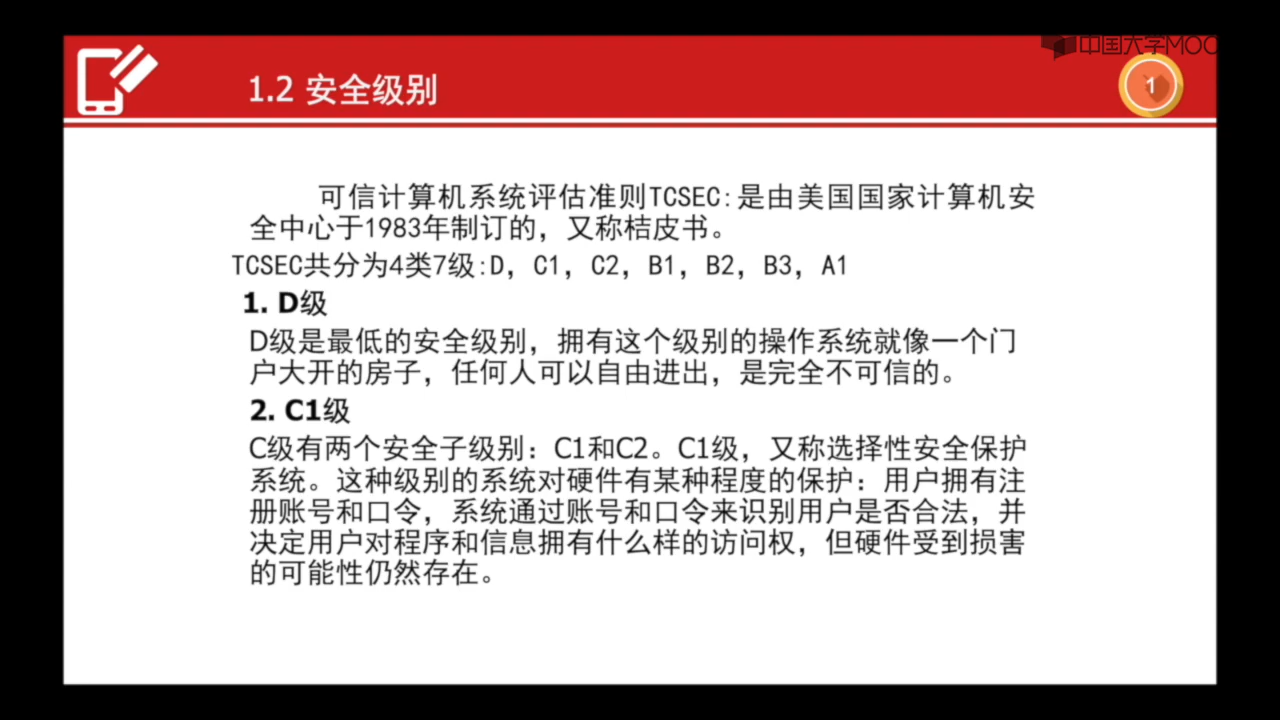 中国大学MOOC
1.2 安全级别
1
可信计算机系统评估准则TCSEC:是由美国国家计算机安
全中心于1983年制订的，又称桔皮书。
TCSEC共分为4类7级:D，C1，C2，B1，B2，B3，A1
1. D级
D级是最低的安全级别，拥有这个级别的操作系统就像一个门
户大开的房子，任何人可以自由进出，是完全不可信的。
2. C1级
C级有两个安全子级别：C1和C2。C1级，又称选择性安全保护
系统。这种级别的系统对硬件有某种程度的保护：用户拥有注
册账号和口令，系统通过账号和口令来识别用户是否合法，并
决定用户对程序和信息拥有什么样的访问权，但硬件受到损害
的可能性仍然存在。